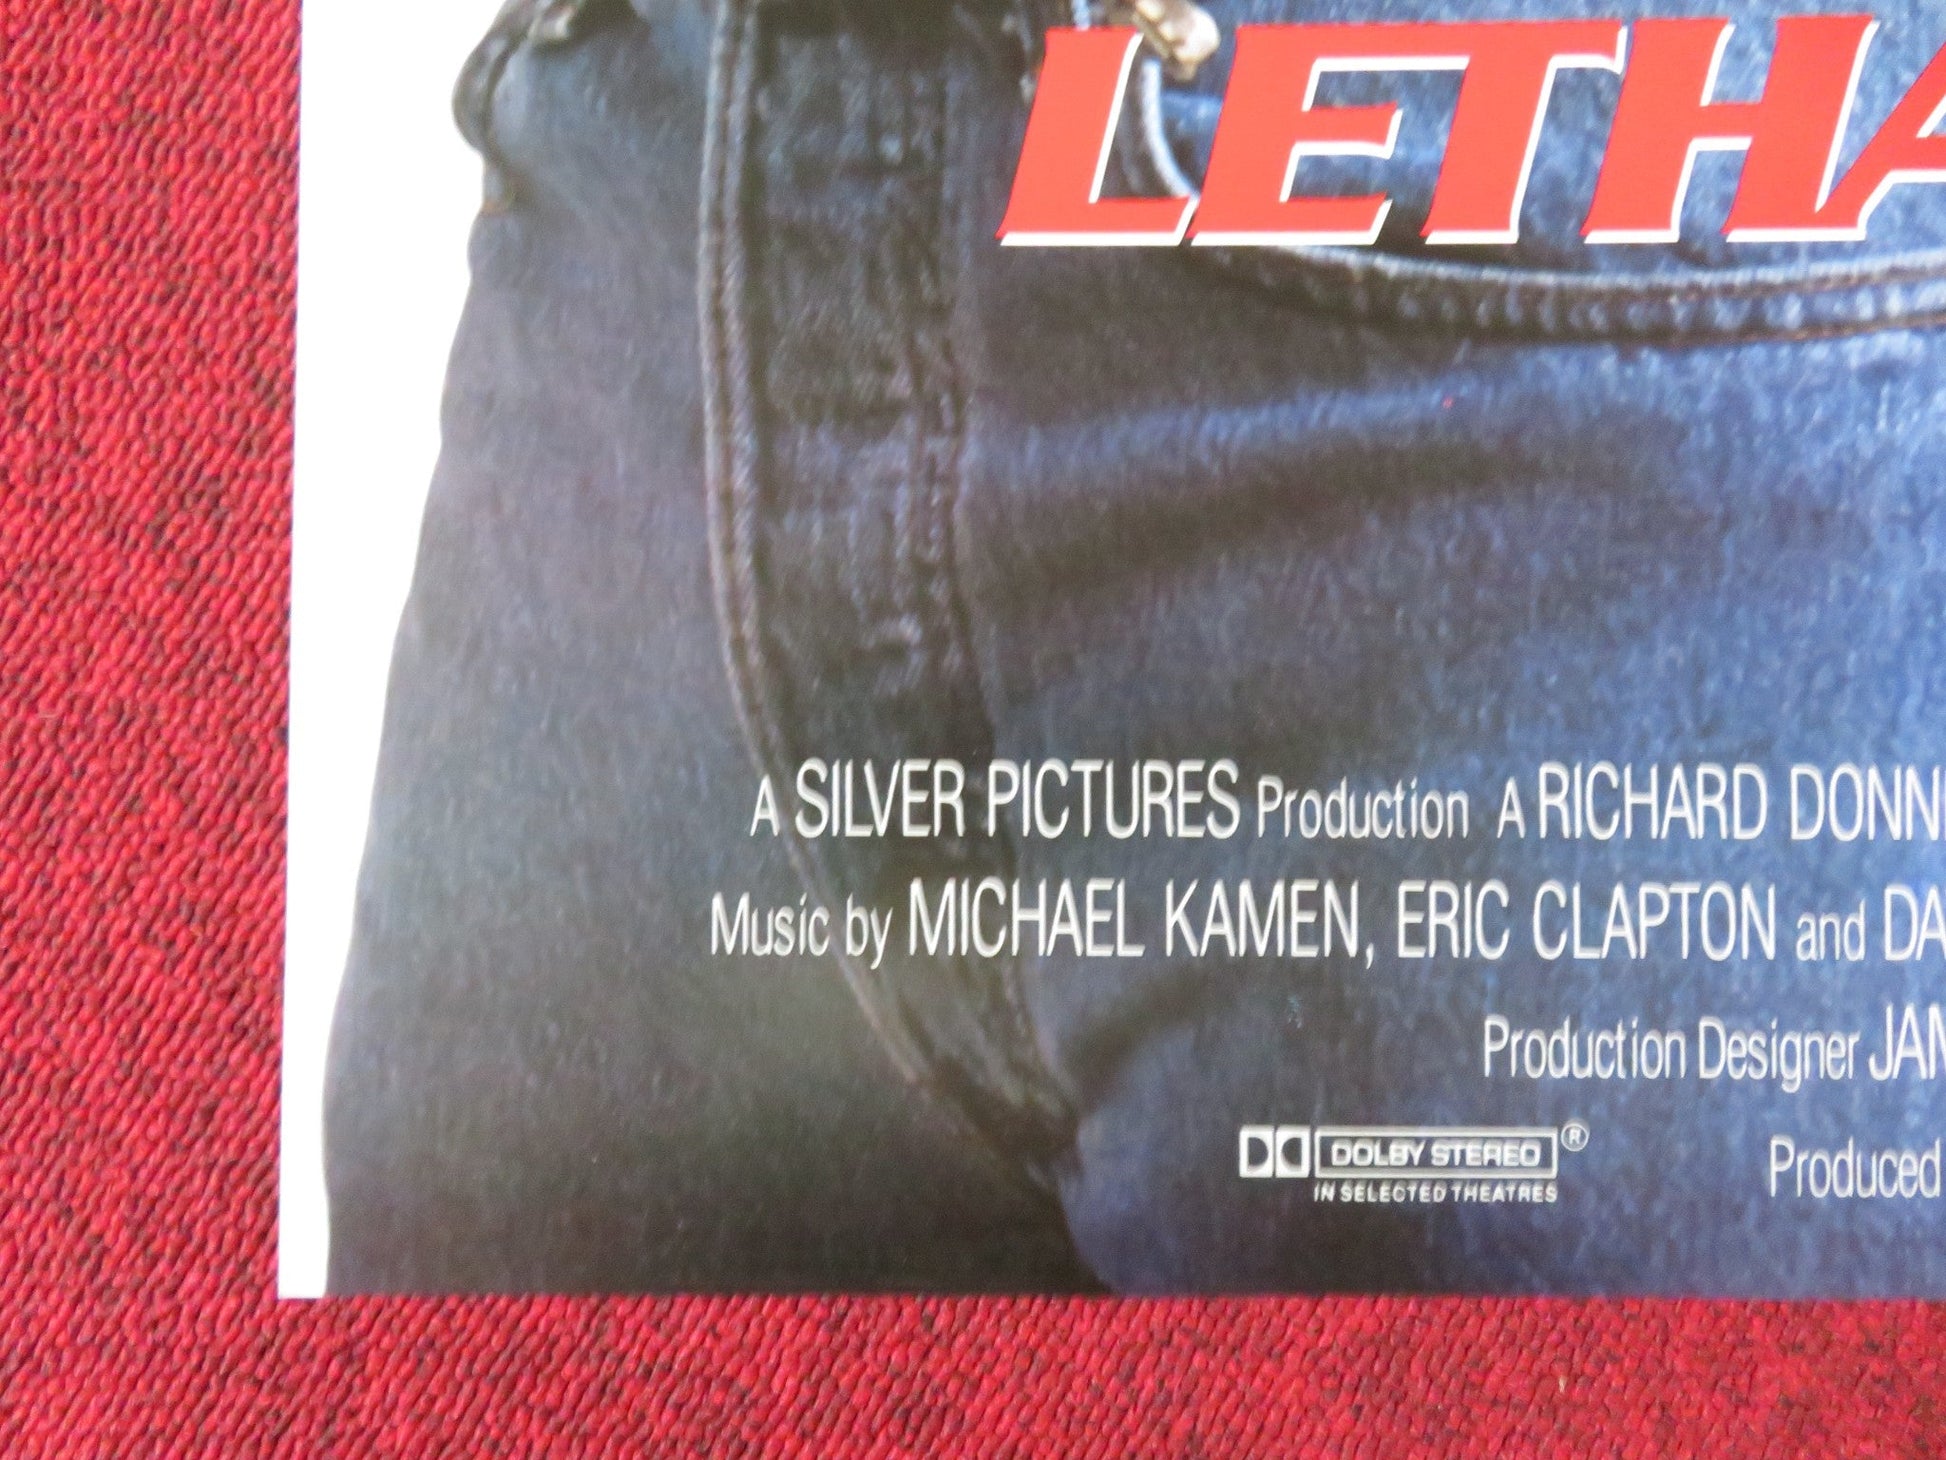 LETHA
A SILVER PICTURES Production A RICHARD DONN
Music by MICHAEL KAMEN, ERIC CLAPTON and DA
Production Designer JAM
DOLBY STEREO ®
IN SELECTED THEATRES
Produced